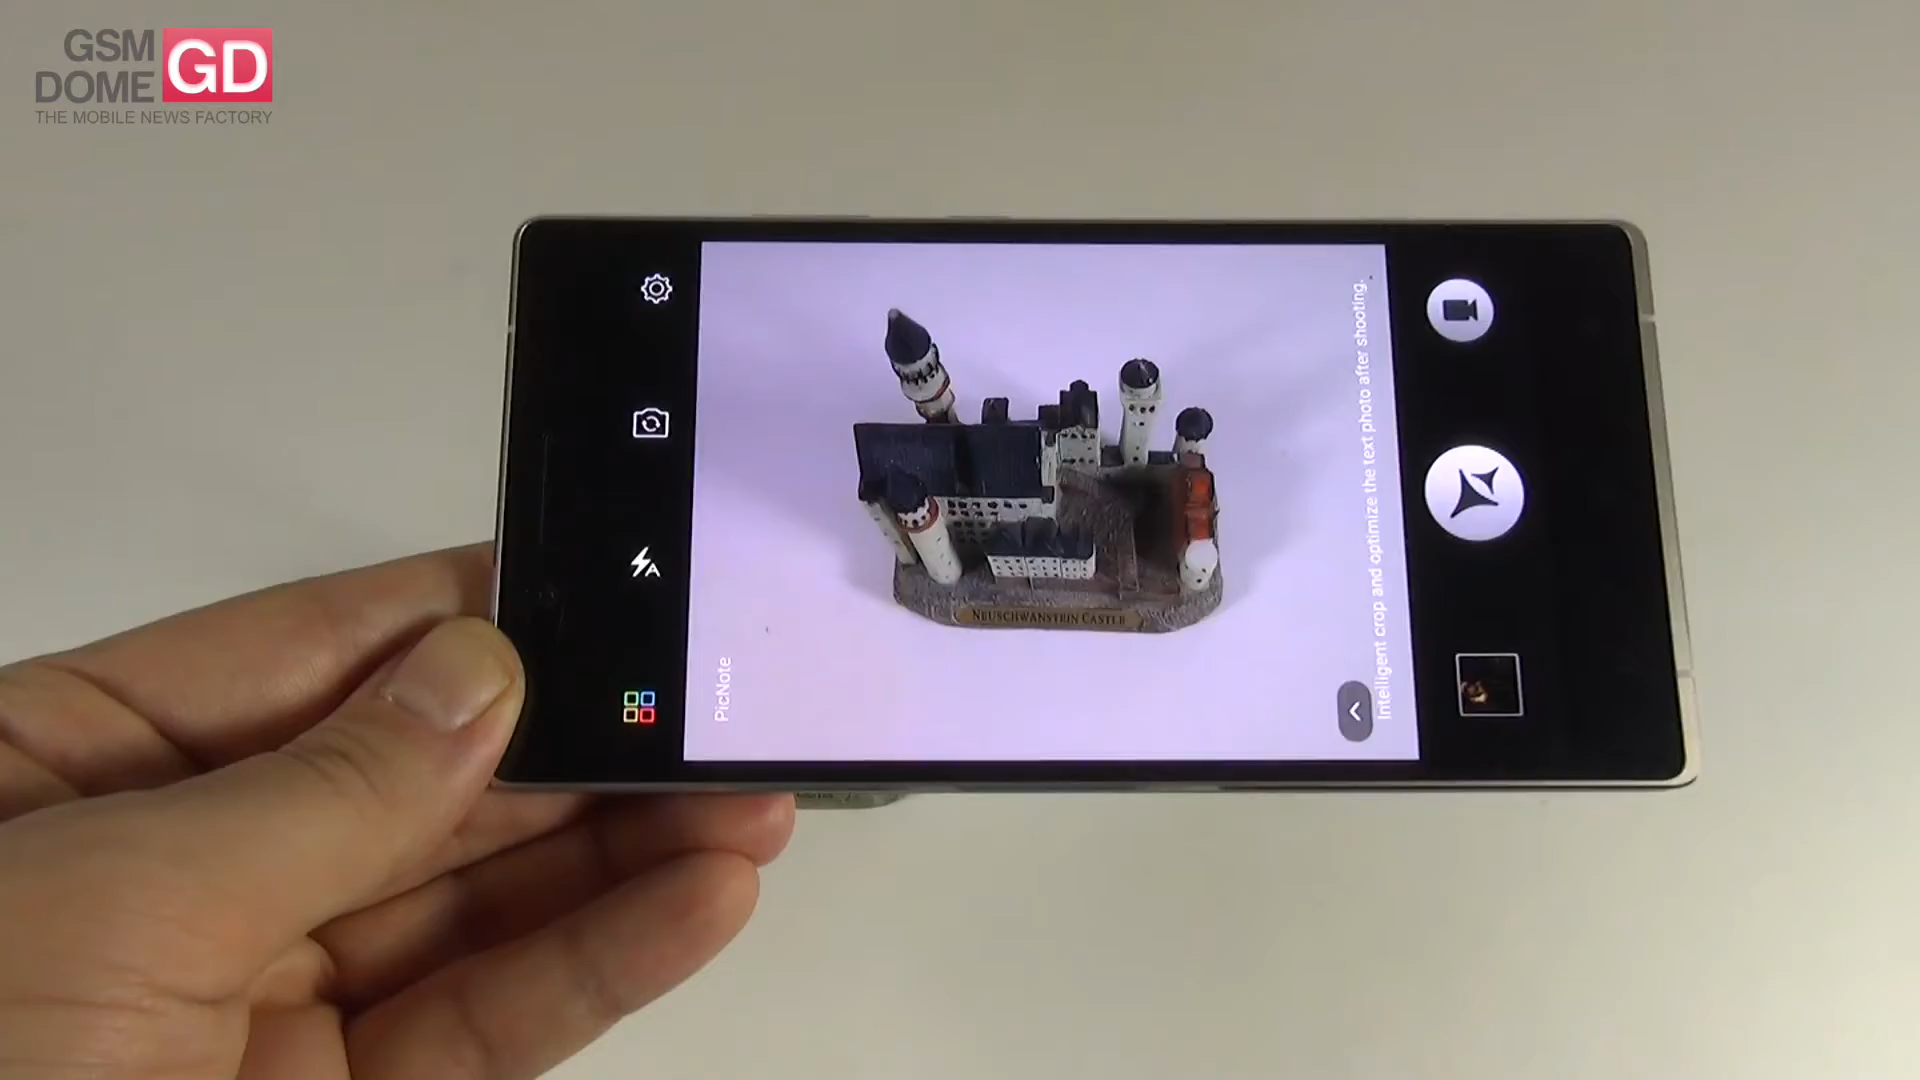 GSM
DOME
GD
THE MOBILE NEWS FACTORY
PicNote
Intelligent crop and optimize the text photo after shooting.
NEUSCHWANSTEIN CASTLE
A